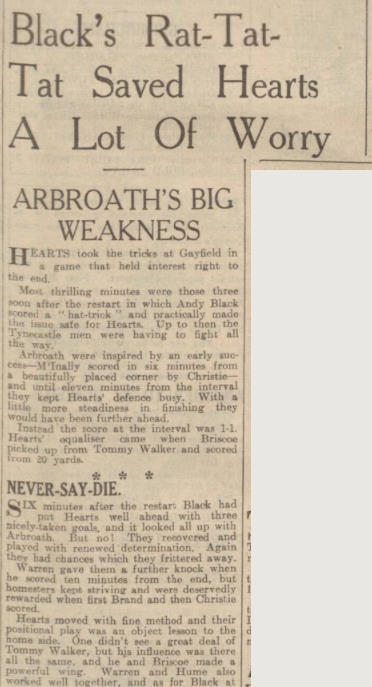 Black's Rat-Tat-
Tat Saved Hearts
A Lot Of Worry
ARBROATH'S BIG
WEAKNESS
HEARTS took the tricks at Gayfield in
a game that held interest right to
the end.
Most thrilling minutes were those three
soon after the restart in which Andy Black
scored a "hat-trick" and practically made
the issue safe for Hearts. Up to then the
Tynecastle men were having to fight all
the way.
Arbroath were inspired by an early suc-
cess—M'Inally scored in six minutes from
a beautifully placed corner by Christie—
and until eleven minutes from the interval
they kept Hearts' defence busy. With a
little more steadiness in finishing they
would have been further ahead.
Instead the score at the interval was 1-1.
Hearts' equaliser came when Briscoe
picked up from Tommy Walker and scored
from 20 yards.
* * *
NEVER-SAY-DIE.
SIX minutes after the restart Black had
put Hearts well ahead with three
nicely-taken goals, and it looked all up with
Arbroath. But no! They recovered and
played with renewed determination. Again
they had chances which they frittered away.
Warren gave them a further knock when
he scored ten minutes from the end, but
homesters kept striving and were deservedly
rewarded when first Brand and then Christie
scored.
Hearts moved with fine method and their
positional play was an object lesson to the
home side. One didn't see a great deal of
Tommy Walker, but his influence was there
all the same, and he and Briscoe made a
powerful wing. Warren and Hume also
worked well together, and as for Black at